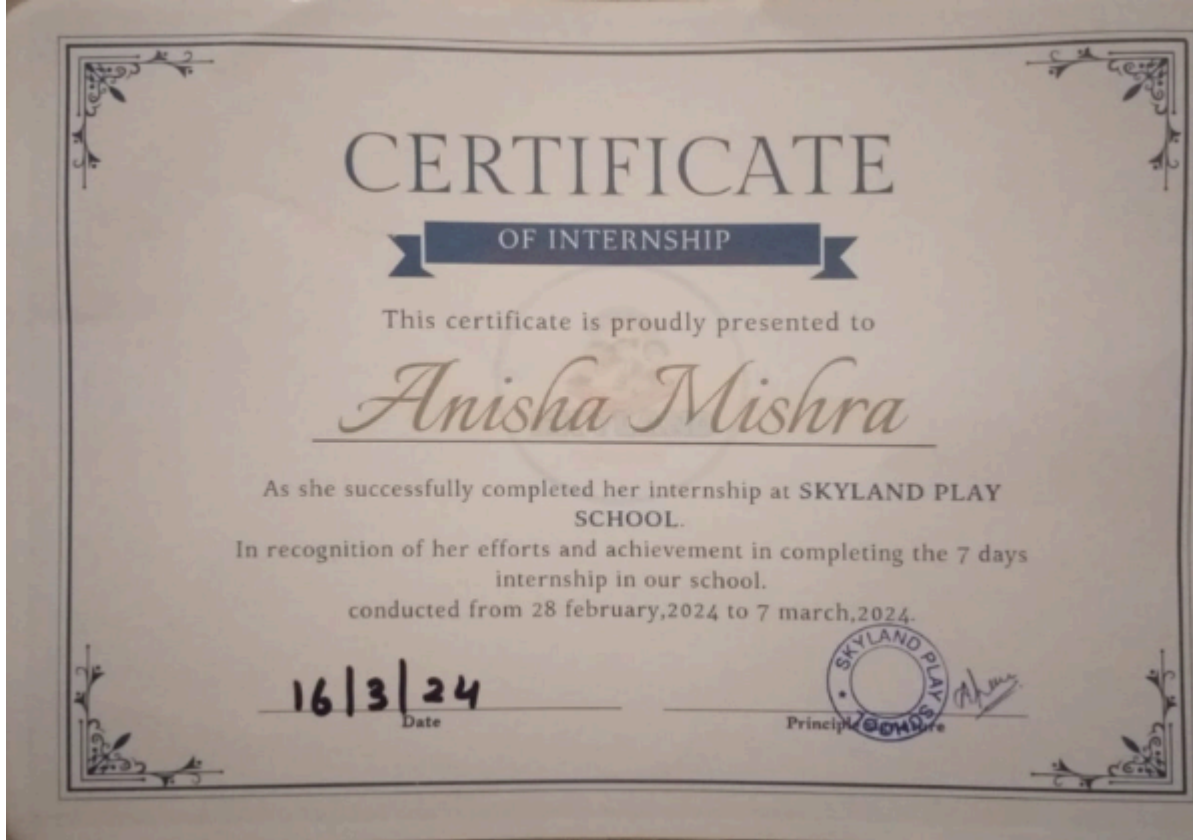 CERTIFICATE
OF INTERNSHIP
This certificate is proudly presented to
Anisha Mishra
As she successfully completed her internship at SKYLAND PLAY
SCHOOL.
In recognition of her efforts and achievement in completing the 7 days
internship in our school.
conducted from 28 february,2024 to 7 march,2024.
16|3|24
Date
SKYLAND PLAY SCHOOL
Principle